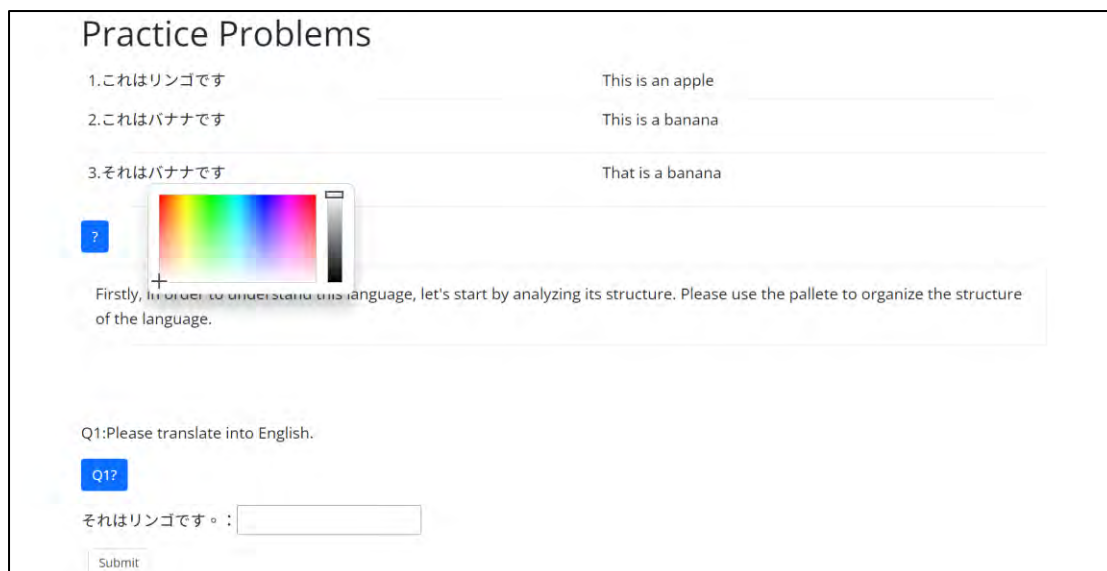 Practice Problems
1.これはリンゴです This is an apple
2.これはバナナです This is a banana
3.それはバナナです That is a banana
?
Firstly, in order to understand this language, let's start by analyzing its structure. Please use the pallete to organize the structure
of the language.
Q1:Please translate into English.
Q1?
それはリンゴです。:
Submit